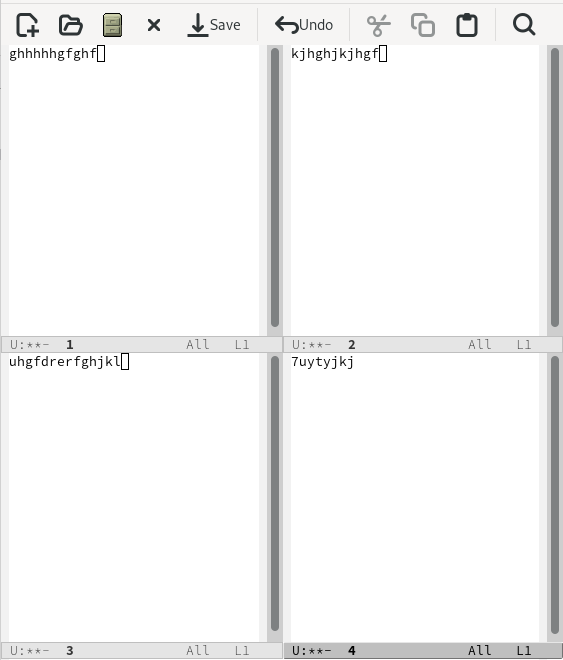 Save Undo
ghhhhhgfghf
kjhghjkjhgf
U:**-  1 All L1
U:**-  2 All L1
uhgfdrerfghjkl
7uytyjkj
U:**-  3 All L1
U:**-  4 All L1